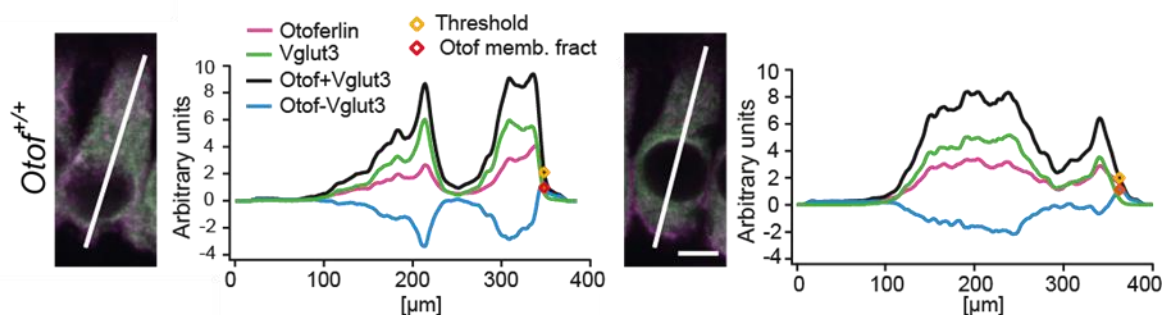 Otof+/+
Otoferlin
Vglut3
Otof+Vglut3
Otof-Vglut3
Threshold
Otof memb. fract
Arbitrary units
10
8
6
4
2
0
-2
-4
0 100 200 300 400
[µm]
Arbitrary units
10
8
6
4
2
0
-2
-4
0 100 200 300 400
[µm]